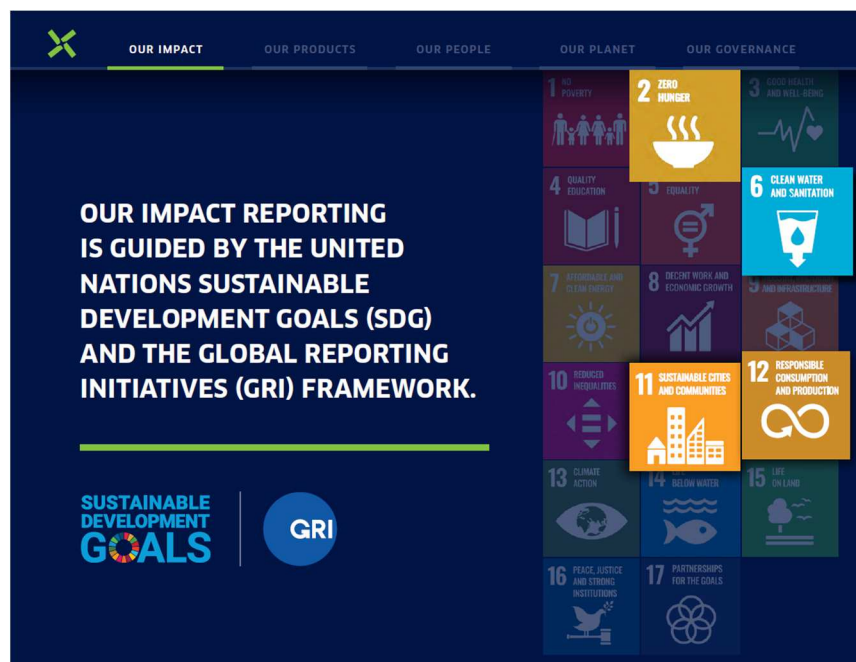 OUR IMPACT
OUR PRODUCTS
OUR PEOPLE
OUR PLANET
OUR GOVERNANCE
OUR IMPACT REPORTING
IS GUIDED BY THE UNITED
NATIONS SUSTAINABLE
DEVELOPMENT GOALS (SDG)
AND THE GLOBAL REPORTING
INITIATIVES (GRI) FRAMEWORK.
SUSTAINABLE
DEVELOPMENT
GOALS
GRI
1 NO
POVERTY
2 ZERO
HUNGER
3 GOOD HEALTH
AND WELL-BEING
4 QUALITY
EDUCATION
5
EQUALITY
6 CLEAN WATER
AND SANITATION
7 AFFORDABLE AND
CLEAN ENERGY
8 DECENT WORK AND
ECONOMIC GROWTH
9
AND INFRASTRUCTURE
10 REDUCED
INEQUALITIES
11 SUSTAINABLE CITIES
AND COMMUNITIES
12 RESPONSIBLE
CONSUMPTION
AND PRODUCTION
13 CLIMATE
ACTION
14
BELOW WATER
15 LIFE
ON LAND
16 PEACE, JUSTICE
AND STRONG
INSTITUTIONS
17 PARTNERSHIPS
FOR THE GOALS